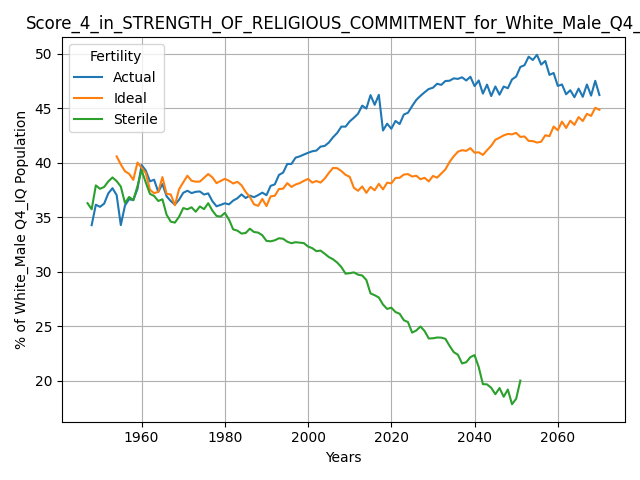 Score_4_in_STRENGTH_OF_RELIGIOUS_COMMITMENT_for_White_Male_Q4_
Fertility
Actual
Ideal
Sterile
% of White_Male Q4_IQ Population
50
45
40
35
30
25
20
1960
1980
2000
2020
2040
2060
Years